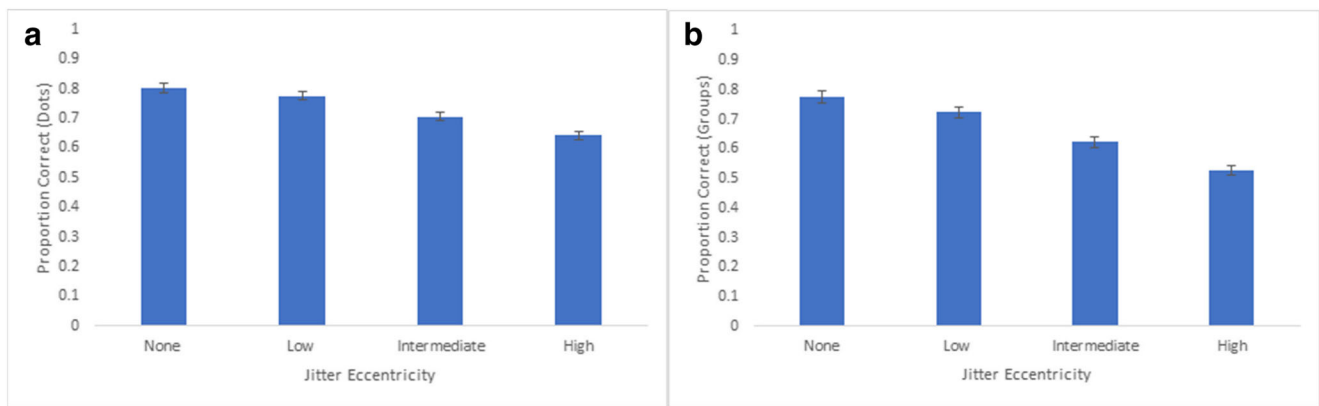 a
Proportion Correct (Dots)
1
0.9
0.8
0.7
0.6
0.5
0.4
0.3
0.2
0.1
0
None Low Intermediate High
Jitter Eccentricity
b
Proportion Correct (Groups)
1
0.9
0.8
0.7
0.6
0.5
0.4
0.3
0.2
0.1
0
None Low Intermediate High
Jitter Eccentricity